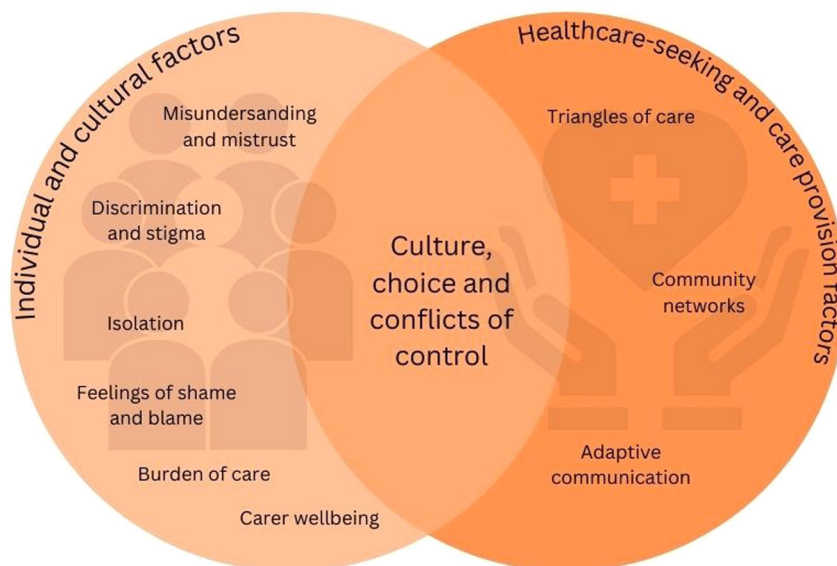 Individual and cultural factors
Misundersanding
and mistrust
Discrimination
and stigma
Isolation
Feelings of shame
and blame
Burden of care
Carer wellbeing
Culture,
choice and
conflicts of
control
Healthcare-seeking and care provision factors
Triangles of care
Community
networks
Adaptive
communication